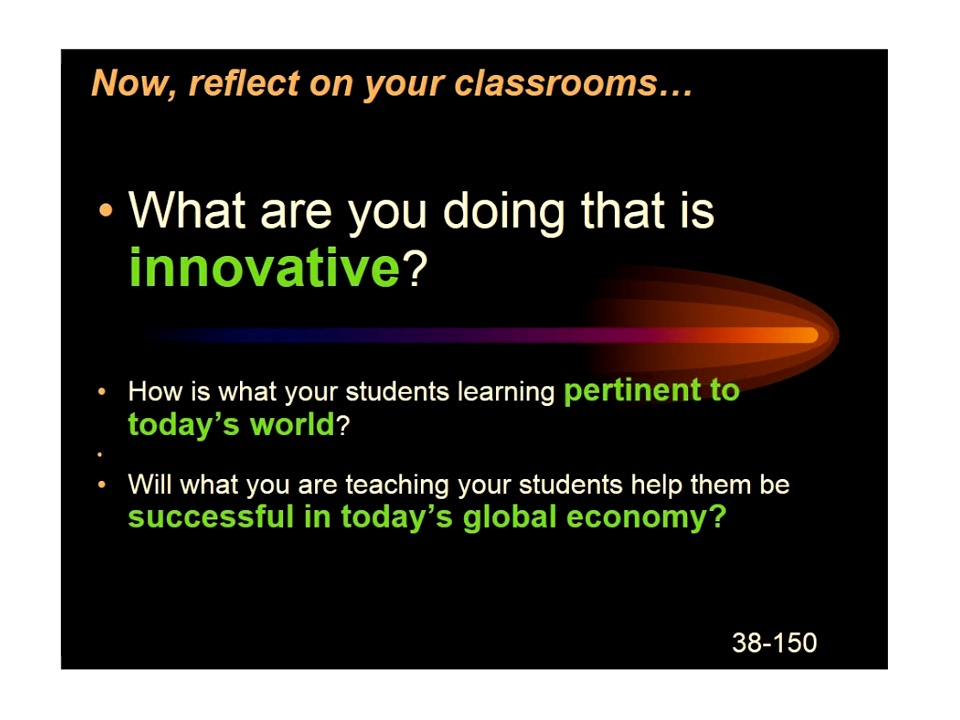 Now, reflect on your classrooms…
• What are you doing that is
innovative?
• How is what your students learning pertinent to
today's world?
•
• Will what you are teaching your students help them be
successful in today's global economy?
38-150